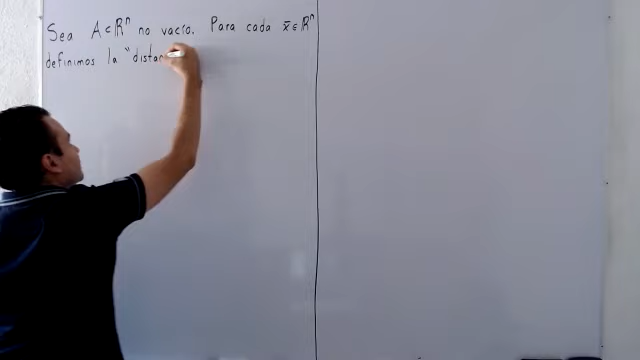 Sea A⊂ℝⁿ no vacío. Para cada x̄∈ℝⁿ
definimos la "distan